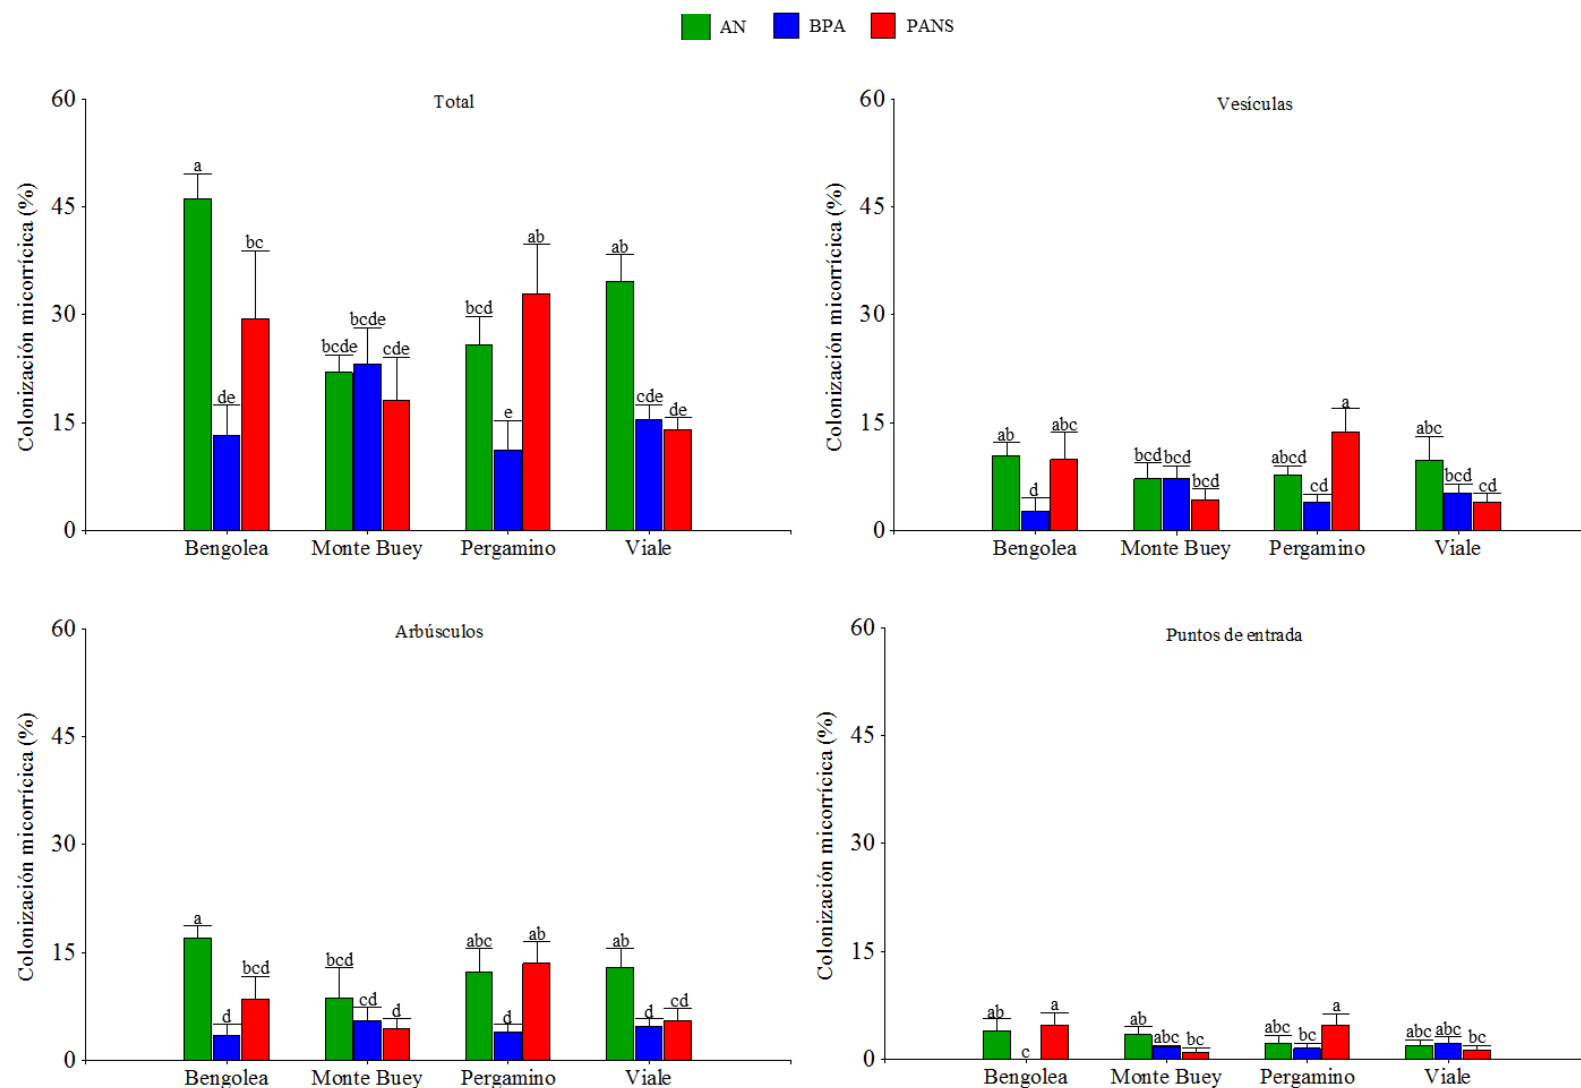 AN BPA PANS
Total
Colonización micorrícica (%)
60
45
30
15
0
a
de
bc
bcde
bcde
cde
bcd
e
ab
ab
cde
de
Bengolea Monte Buey Pergamino Viale
Vesículas
Colonización micorrícica (%)
60
45
30
15
0
ab
d
abc
bcd
bcd
bcd
abcd
cd
a
abc
bcd
cd
Bengolea Monte Buey Pergamino Viale
Arbúsculos
Colonización micorrícica (%)
60
45
30
15
0
a
d
bcd
bcd
cd
d
abc
d
ab
ab
d
cd
Bengolea Monte Buey Pergamino Viale
Puntos de entrada
Colonización micorrícica (%)
60
45
30
15
0
ab
c
a
ab
abc
bc
abc
bc
a
abc
abc
bc
Bengolea Monte Buey Pergamino Viale